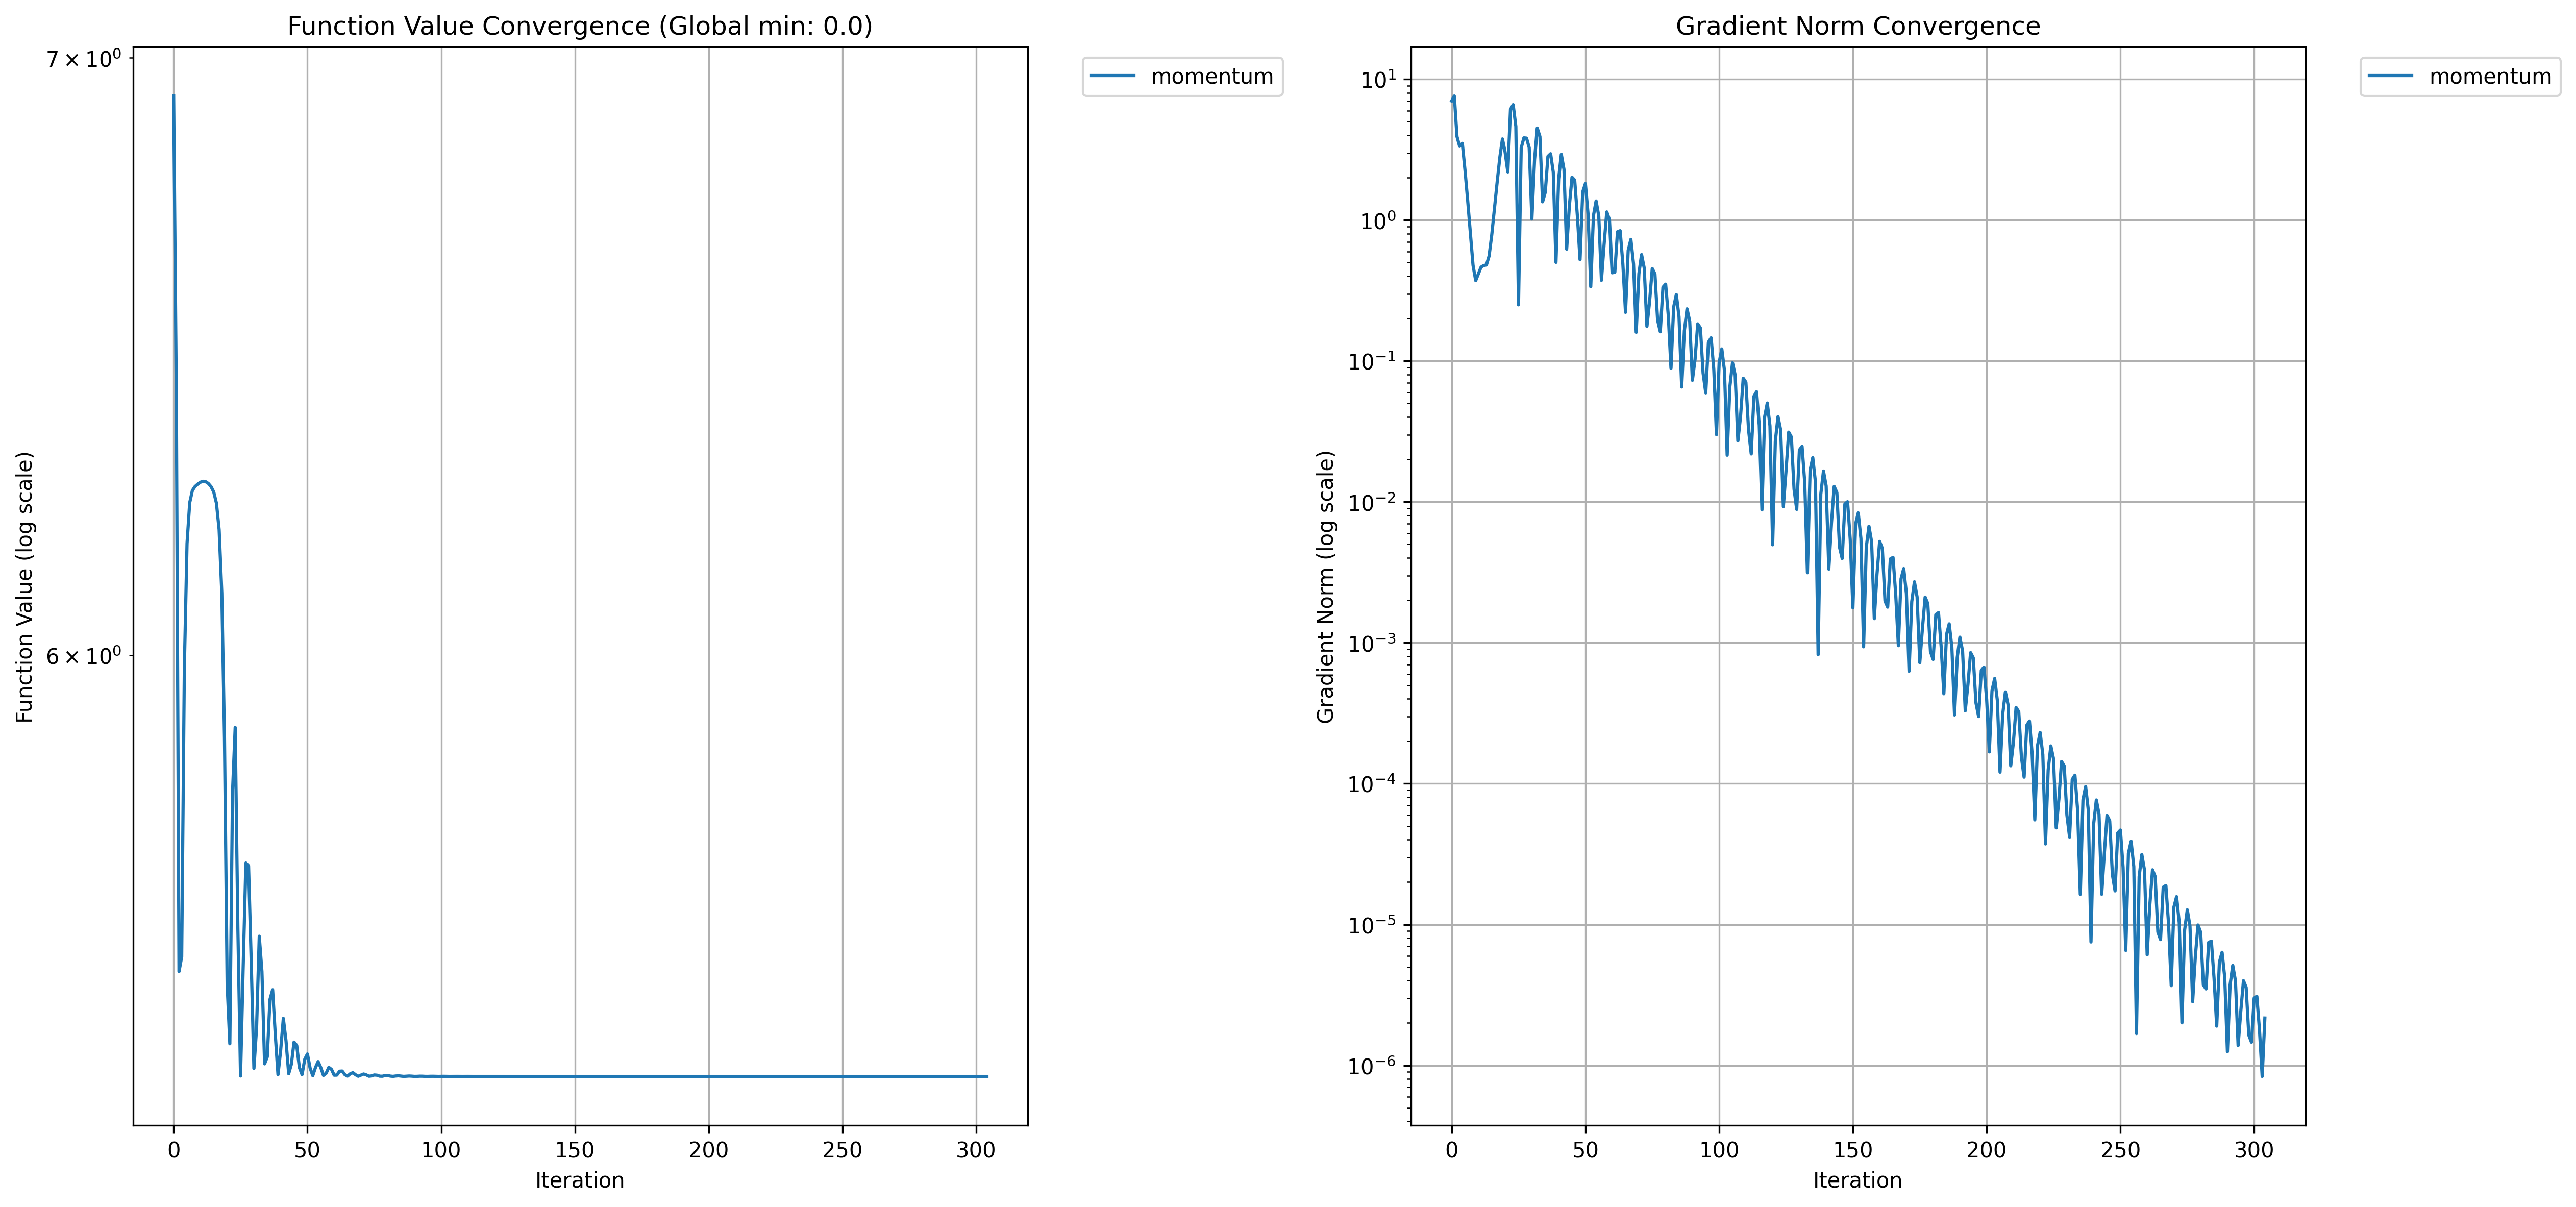 Function Value Convergence (Global min: 0.0)
7 × 10⁰
6 × 10⁰
Function Value (log scale)
0 50 100 150 200 250 300
Iteration
momentum
Gradient Norm Convergence
10¹
10⁰
10⁻¹
10⁻²
10⁻³
10⁻⁴
10⁻⁵
10⁻⁶
Gradient Norm (log scale)
0 50 100 150 200 250 300
Iteration
momentum